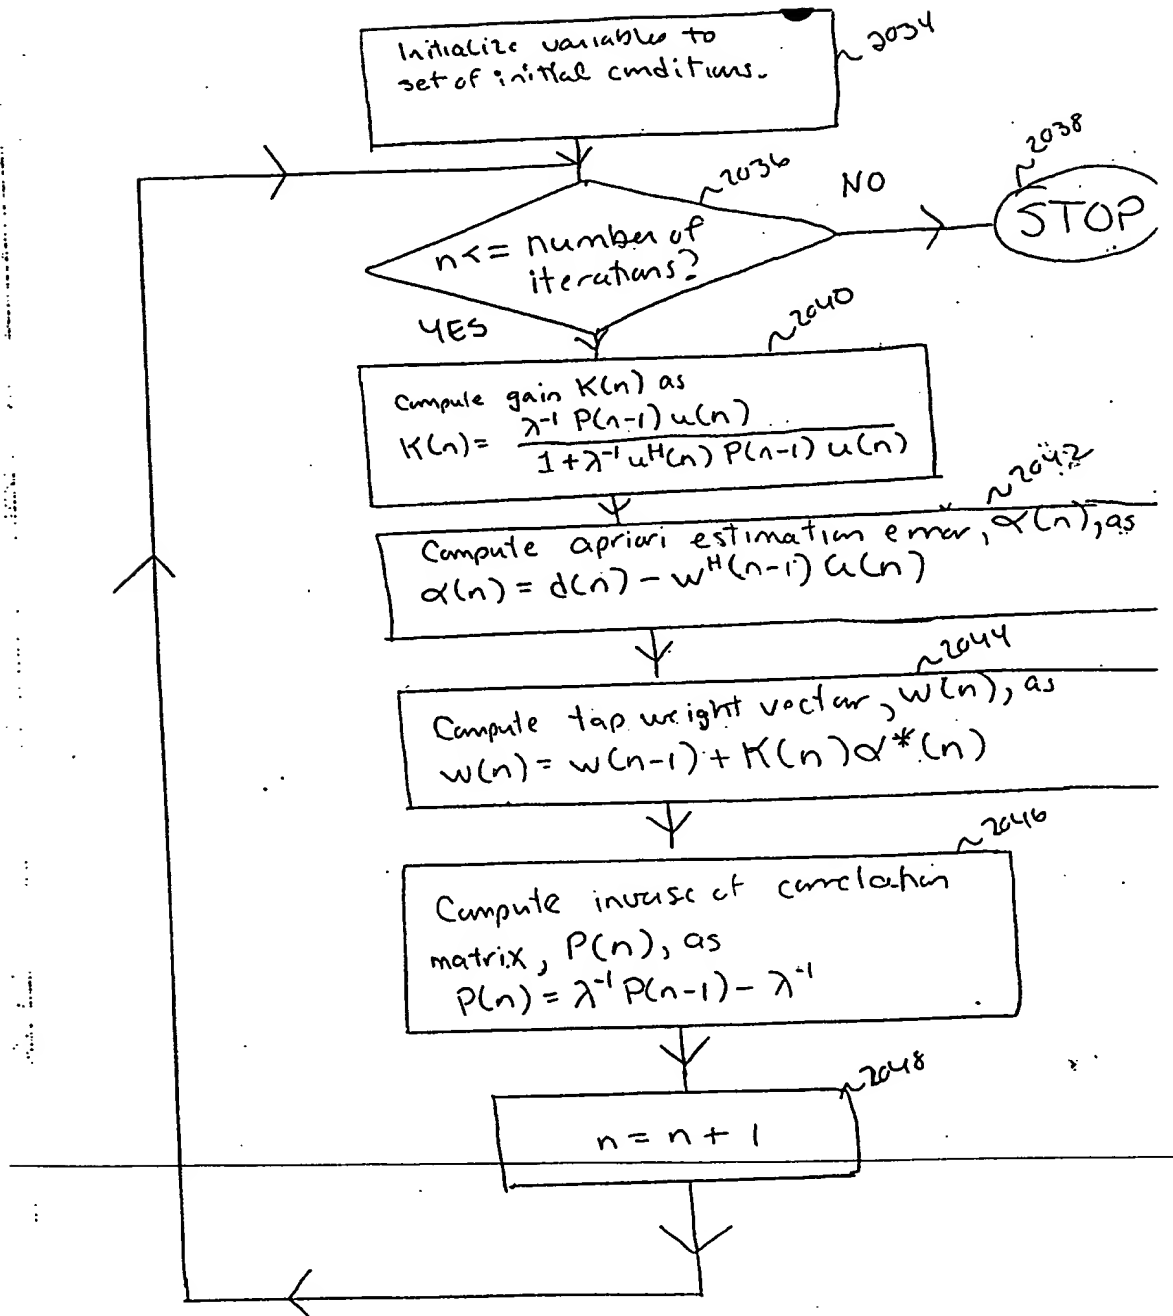 Initialize variables to
set of initial conditions.
~2034
n<= number of
iterations?
~2036
NO
STOP
~2038
YES
~2040
Compute gain K(n) as
K(n)= λ⁻¹ P(n-1) u(n)
1+λ⁻¹ uᴴ(n) P(n-1) u(n)
~2042
Compute apriori estimation error, α(n), as
α(n) = d(n) - wᴴ(n-1) u(n)
~2044
Compute tap weight vector, w(n), as
w(n) = w(n-1) + K(n)α*(n)
~2046
Compute inverse of correlation
matrix, P(n), as
P(n) = λ⁻¹ P(n-1) - λ⁻¹
~2048
n = n + 1